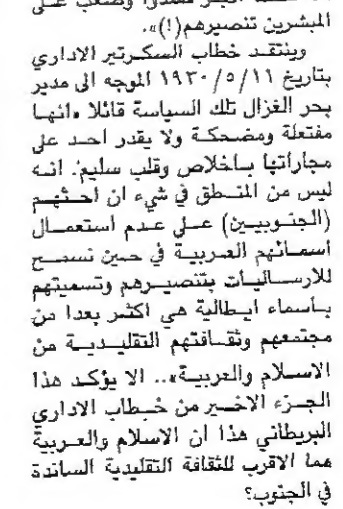 المبشرين تنصيرهم(!)».
وينتقد خطاب السكرتير الاداري
بتاريخ ١٩٣٠/٥/١١ الموجه الى مدير
بحر الغزال تلك السياسة قائلا «انها
مفتعلة ومضحكة ولا يقدر احد على
مجاراتها باخلاص وقلب سليم: انه
ليس من المنطق في شيء ان احثهم
(الجنوبيين) على عدم استعمال
اسمائهم العربية في حين نسمح
للارساليات بتنصيرهم وتسميتهم
باسماء ايطالية هي اكثر بعدا من
مجتمعهم وثقافتهم التقليدية من
الاسلام والعربية».. الا يؤكد هذا
الجزء الاخير من خطاب الاداري
البريطاني هذا ان الاسلام والعربية
هما الاقرب للثقافة التقليدية السائدة
في الجنوب؟